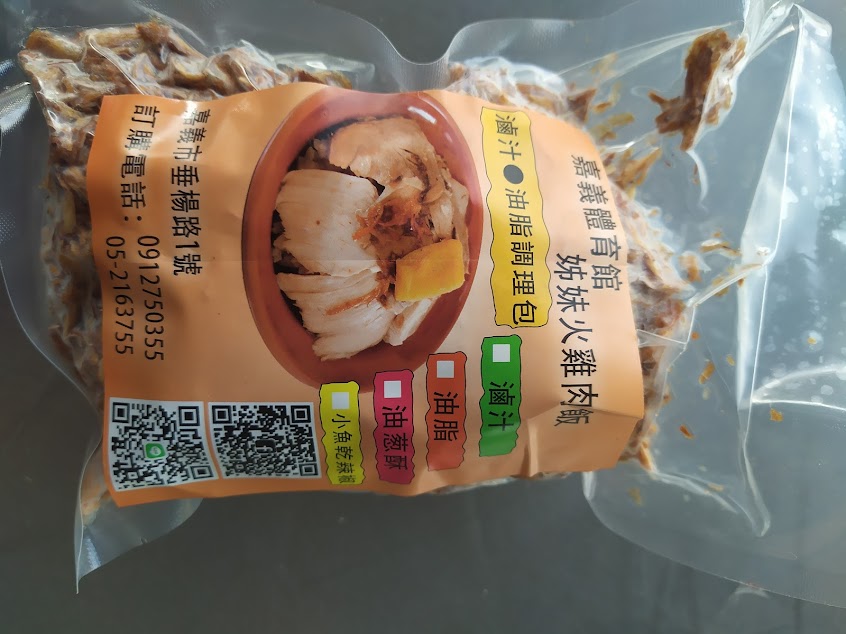 嘉義體育館
姊妹火雞肉飯
滷汁●油脂調理包
滷汁
油脂
油葱酥
小魚乾辣椒
嘉義市垂楊路1號
訂購電話：0912750355
05-2163755